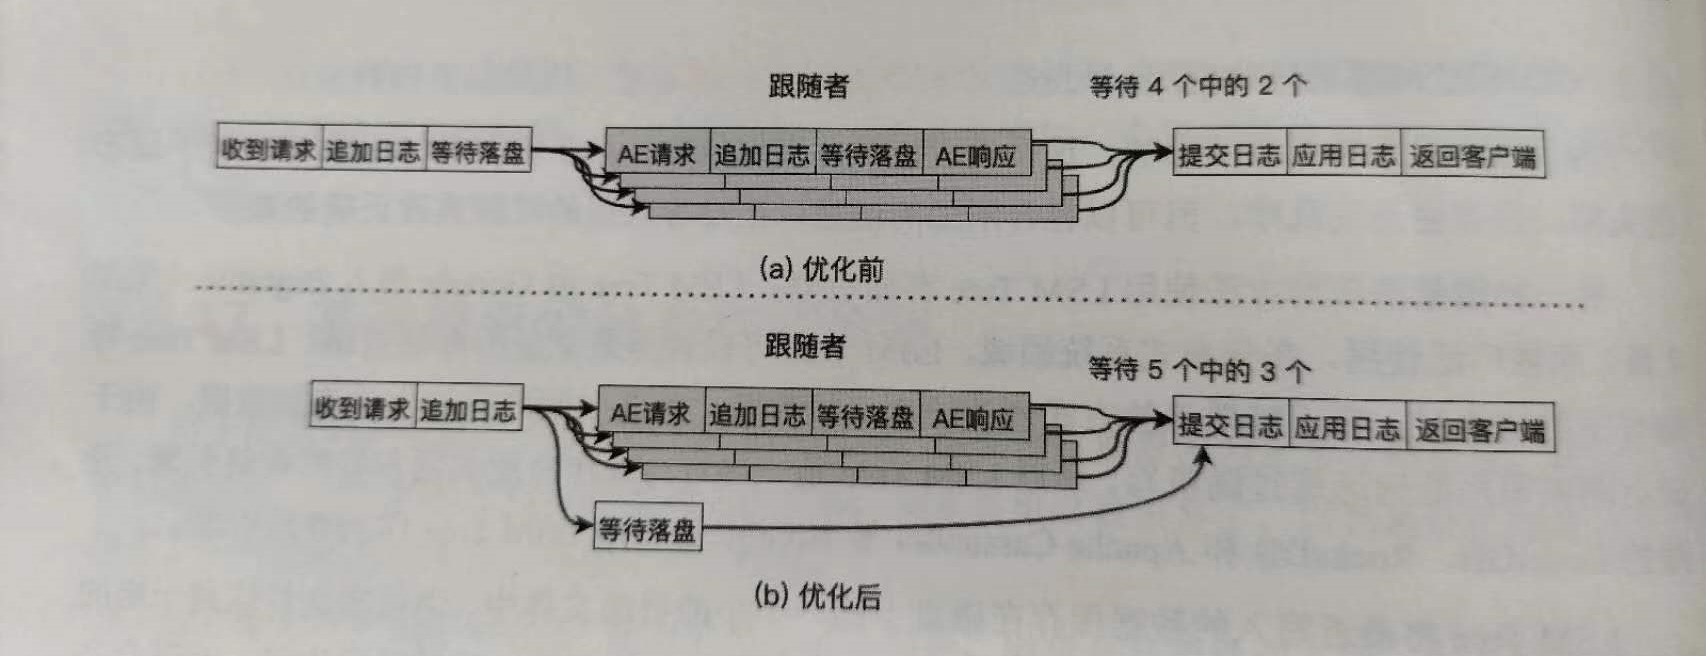 跟随者
等待 4 个中的 2 个
收到请求 追加日志 等待落盘 AE请求 追加日志 等待落盘 AE响应 提交日志 应用日志 返回客户端
(a) 优化前
跟随者
等待 5 个中的 3 个
收到请求 追加日志 AE请求 追加日志 等待落盘 AE响应 提交日志 应用日志 返回客户端
等待落盘
(b) 优化后